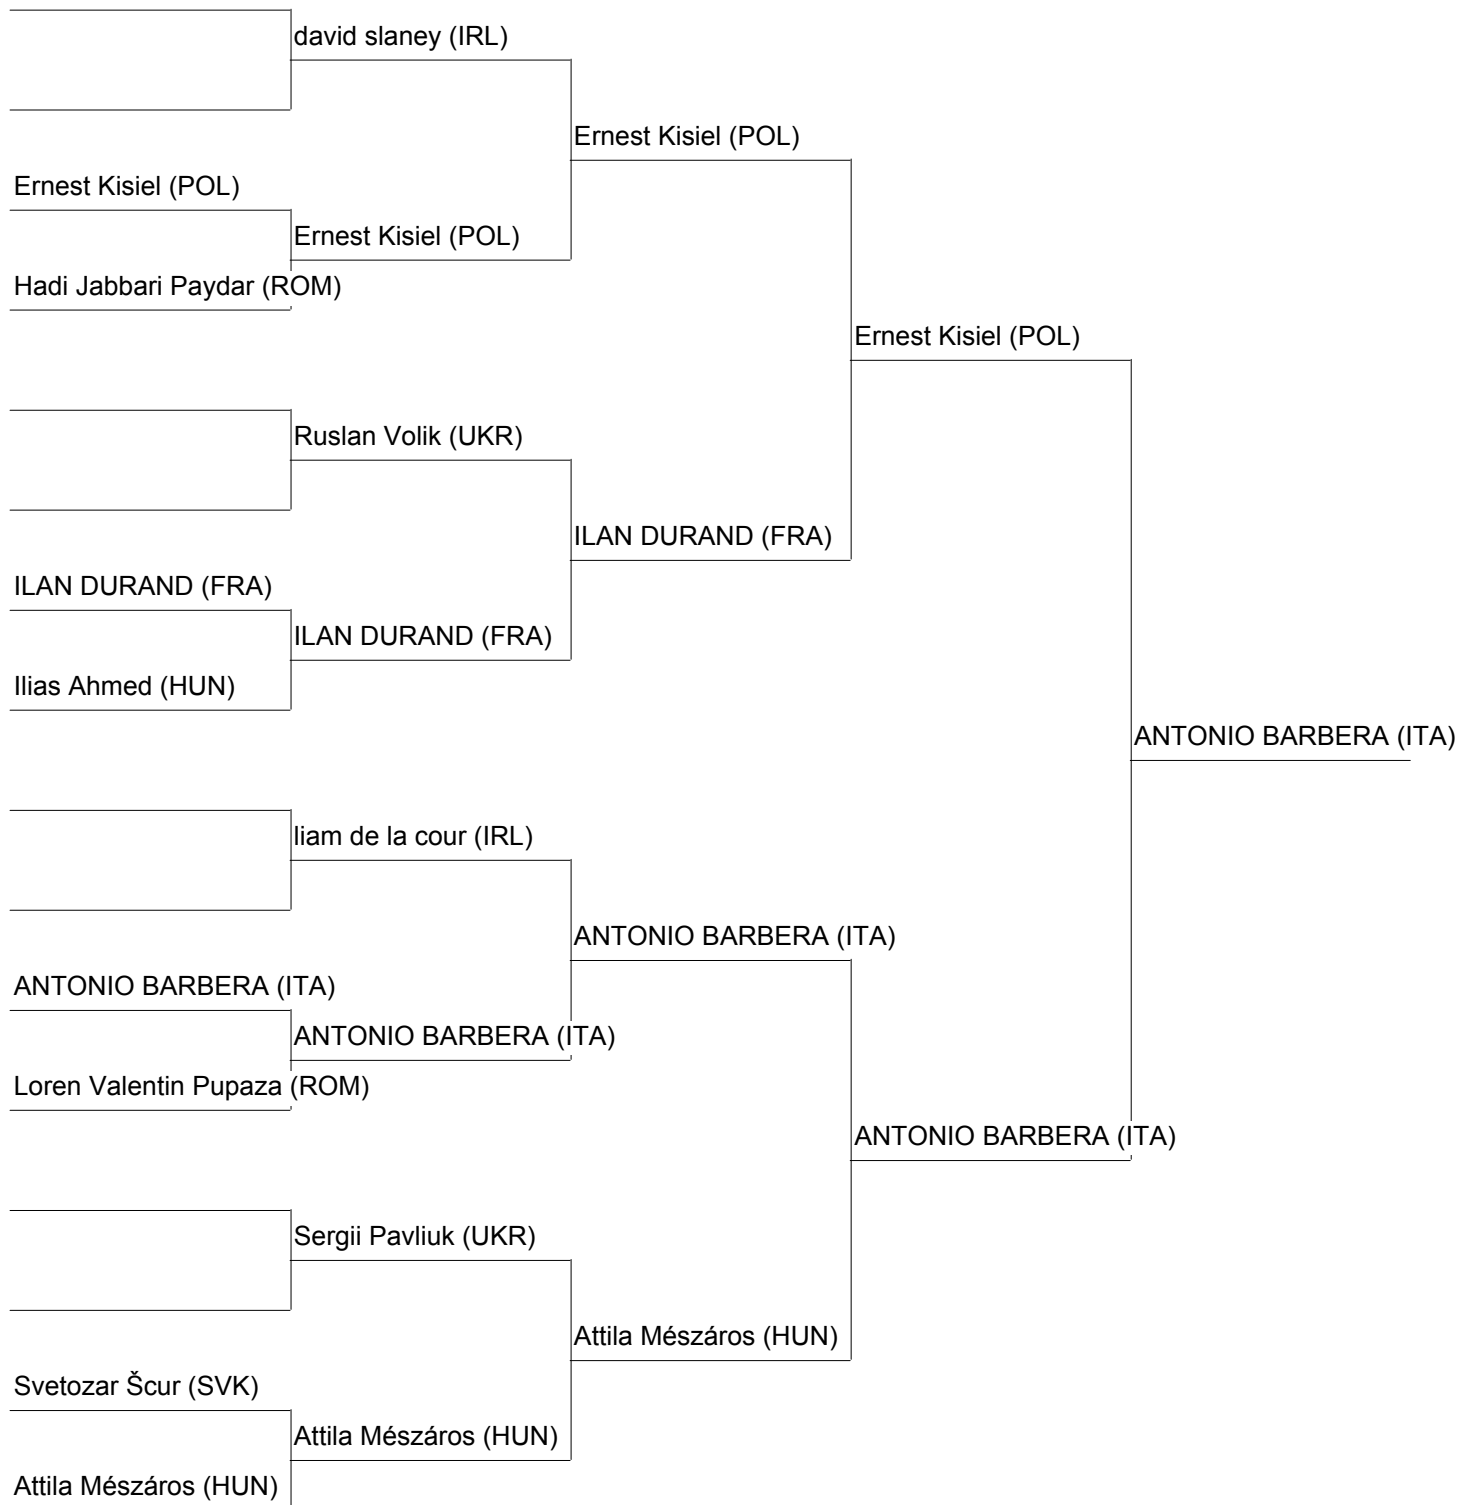 david slaney (IRL)
Ernest Kisiel (POL)
Ernest Kisiel (POL)
Ernest Kisiel (POL)
Hadi Jabbari Paydar (ROM)
Ernest Kisiel (POL)
Ruslan Volik (UKR)
ILAN DURAND (FRA)
ILAN DURAND (FRA)
ILAN DURAND (FRA)
Ilias Ahmed (HUN)
ANTONIO BARBERA (ITA)
liam de la cour (IRL)
ANTONIO BARBERA (ITA)
ANTONIO BARBERA (ITA)
ANTONIO BARBERA (ITA)
Loren Valentin Pupaza (ROM)
ANTONIO BARBERA (ITA)
Sergii Pavliuk (UKR)
Attila Mészáros (HUN)
Svetozar Šcur (SVK)
Attila Mészáros (HUN)
Attila Mészáros (HUN)